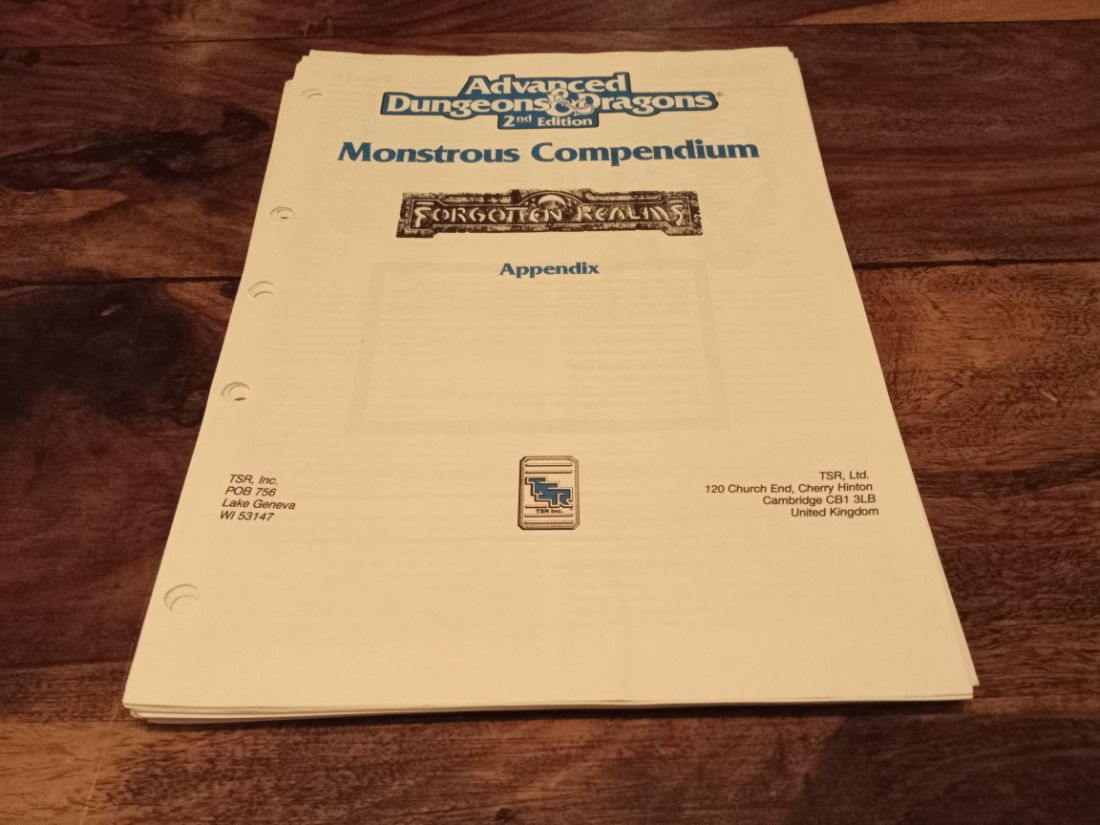 Advanced
Dungeons & Dragons®
2nd Edition
Monstrous Compendium
FORGOTTEN REALMS
Appendix
TSR, Inc.
POB 756
Lake Geneva
WI 53147
TSR
TSR Inc.
TSR, Ltd.
120 Church End, Cherry Hinton
Cambridge CB1 3LB
United Kingdom